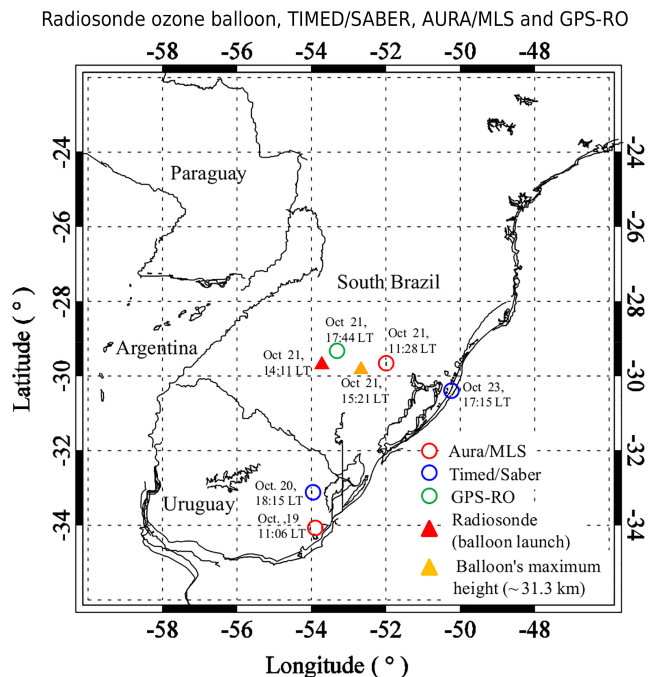 Radiosonde ozone balloon, TIMED/SABER, AURA/MLS and GPS-RO
-58 -56 -54 -52 -50 -48
-24
-26
-28
-30
-32
-34
Latitude ( ° )
-24
-26
-28
-30
-32
-34
Paraguay
South Brazil
Argentina
Uruguay
Oct 21,
17:44 LT
Oct 21,
11:28 LT
Oct 21,
14:11 LT
Oct 21,
15:21 LT
Oct 23,
17:15 LT
Oct. 20,
18:15 LT
Oct, ,19
11:06 LT
Aura/MLS
Timed/Saber
GPS-RO
Radiosonde
(balloon launch)
Balloon's maximum
height (~ 31.3 km)
-58 -56 -54 -52 -50 -48
Longitude ( ° )